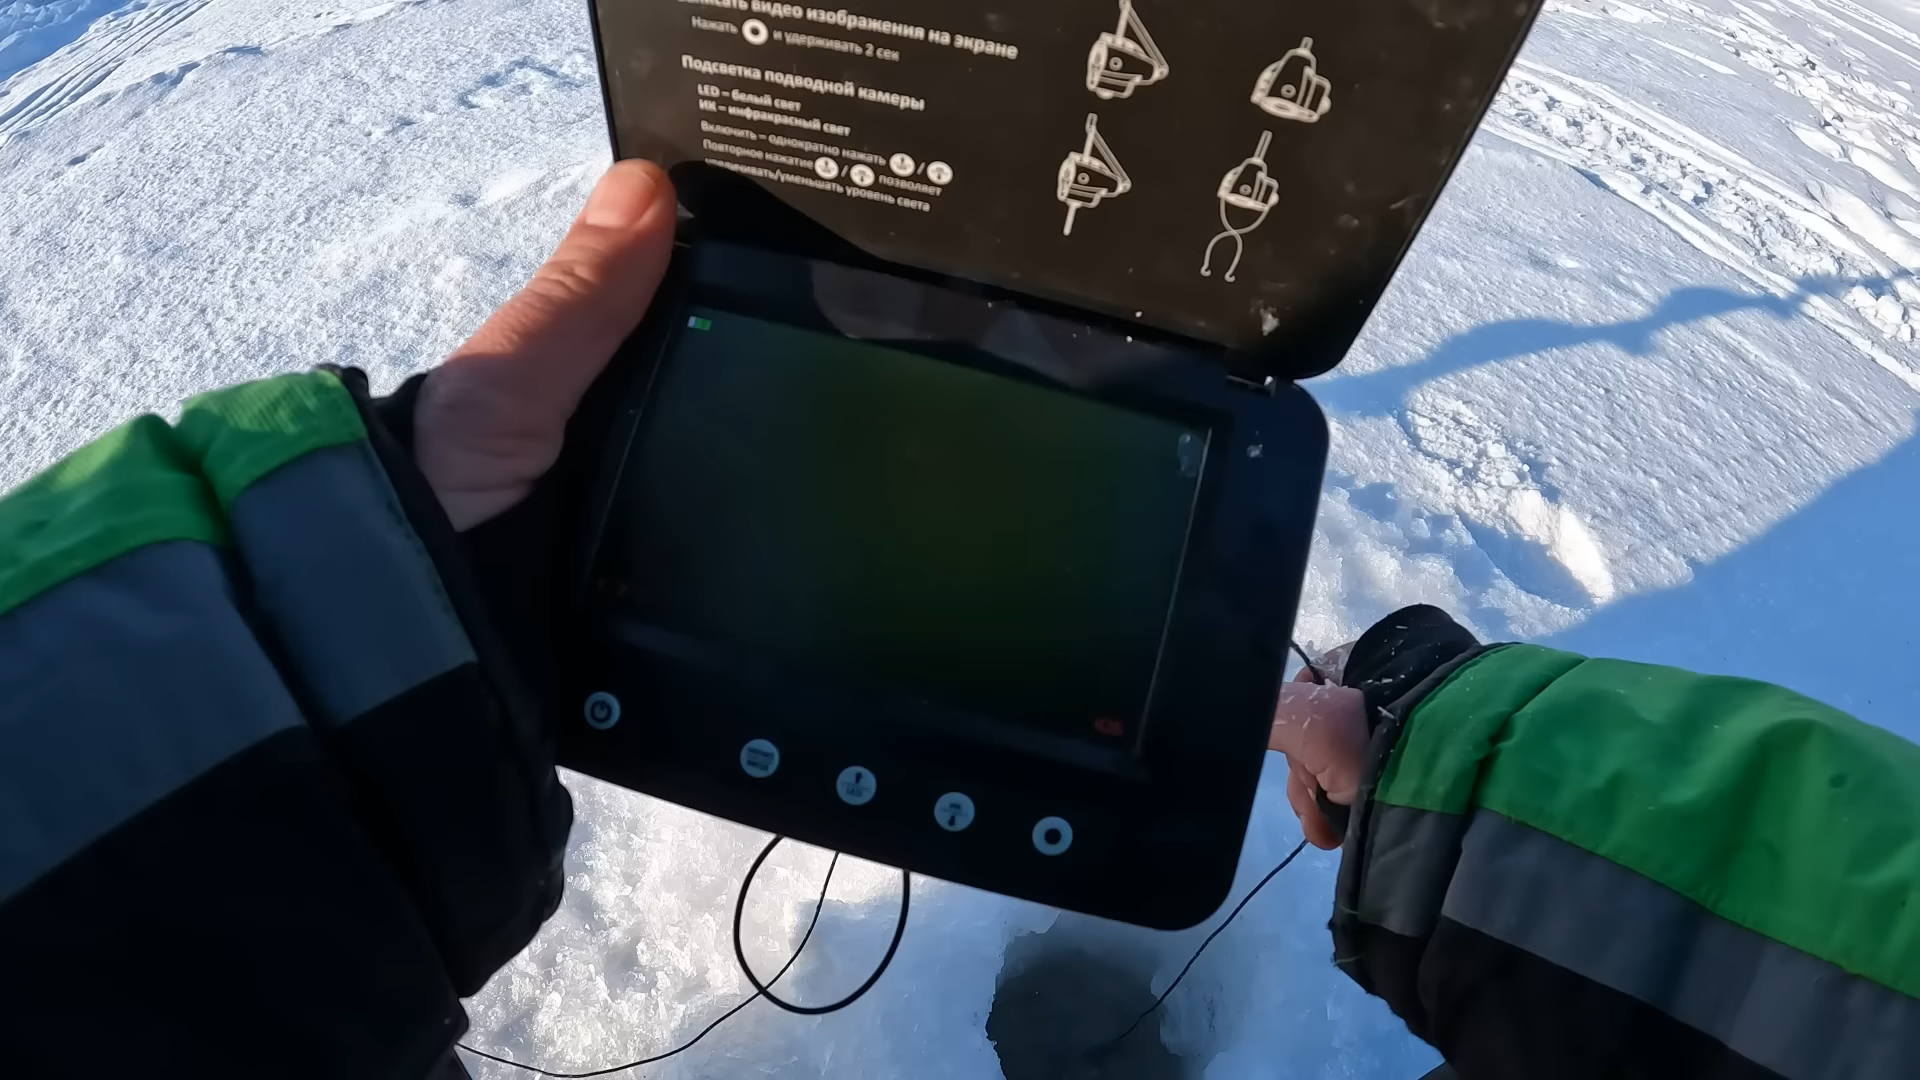 записать видео изображения на экране
Нажать и удерживать 2 сек
Подсветка подводной камеры
LED – белый свет
ИК – инфракрасный свет
Включить – однократно нажать /
Повторное нажатие / позволяет
увеличивать/уменьшать уровень света
LED